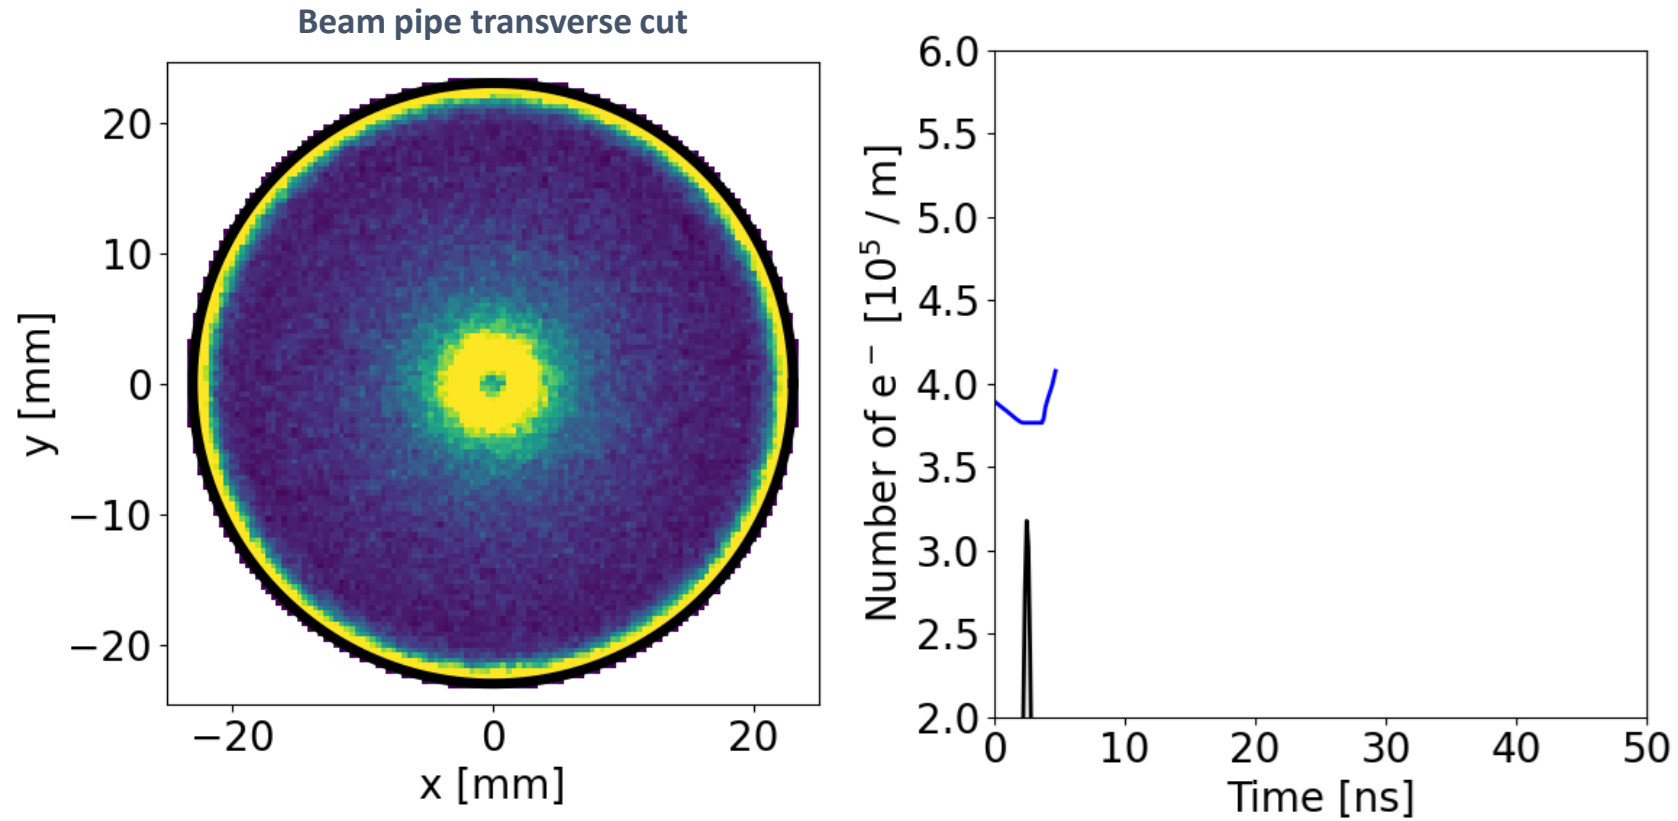 Beam pipe transverse cut
y [mm]
20
10
0
−10
−20
−20 0 20
x [mm]
Number of e⁻ [10⁵ / m]
6.0
5.5
5.0
4.5
4.0
3.5
3.0
2.5
2.0
0 10 20 30 40 50
Time [ns]